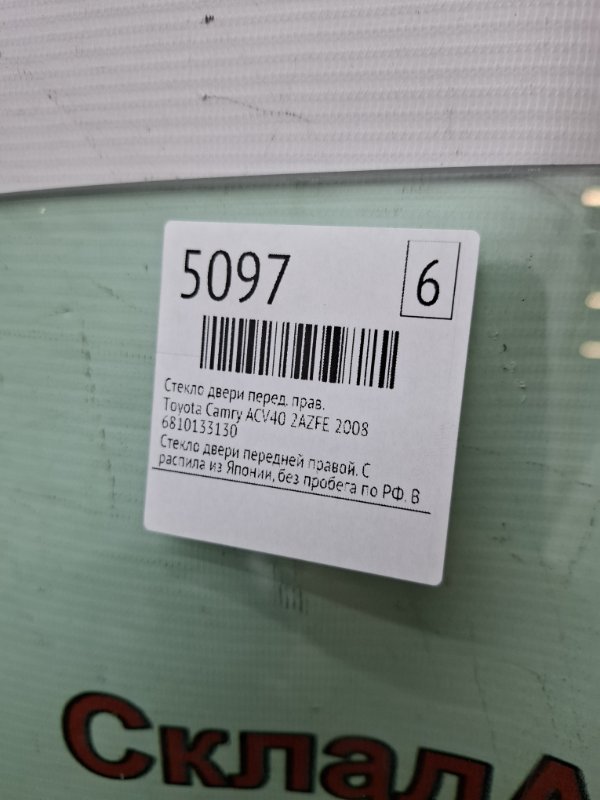 5097
6
Стекло двери перед. прав.
Toyota Camry ACV40 2AZFE 2008
6810133130
Стекло двери передней правой. С
распила из Японии, без пробега по РФ. В
СкладА